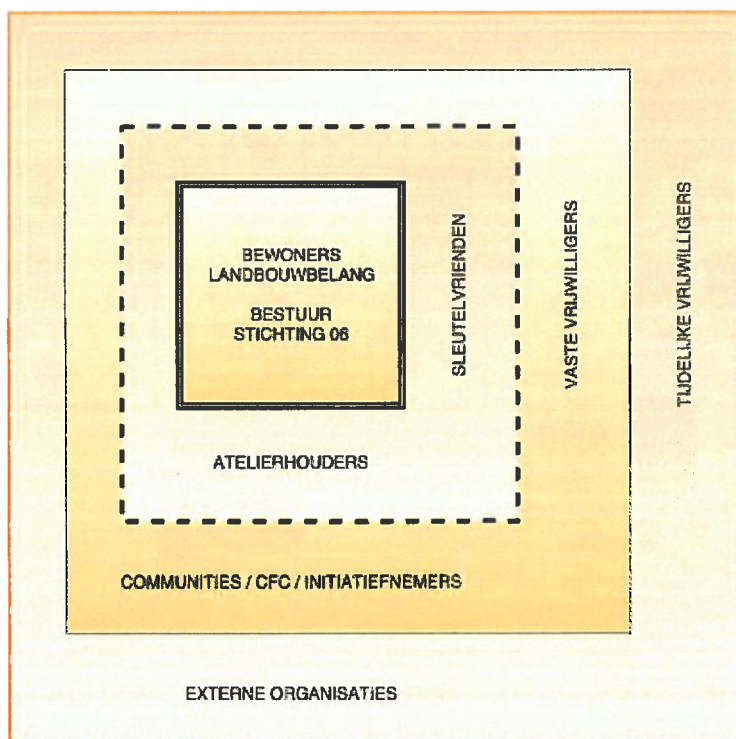 BEWONERS
LANDBOUWBELANG
BESTUUR
STICHTING 06
SLEUTELVRIENDEN
ATELIERHOUDERS
VASTE VRIJWILLIGERS
COMMUNITIES / CFC / INITIATIEFNEMERS
TIJDELIJKE VRIJWILLIGERS
EXTERNE ORGANISATIES